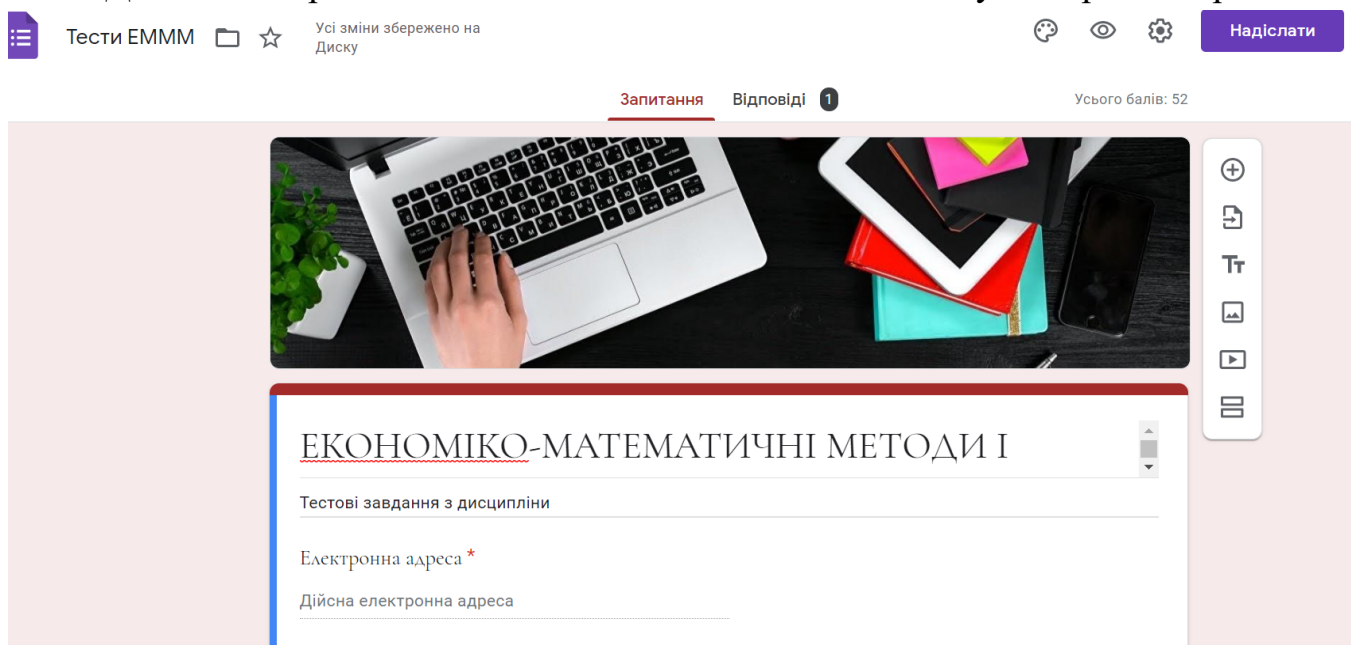 Тести ЕМММ
Усі зміни збережено на
Диску
Надіслати
Запитання Відповіді 1
Усього балів: 52
ЕКОНОМІКО-МАТЕМАТИЧНІ МЕТОДИ І
Тестові завдання з дисципліни
Електронна адреса *
Дійсна електронна адреса